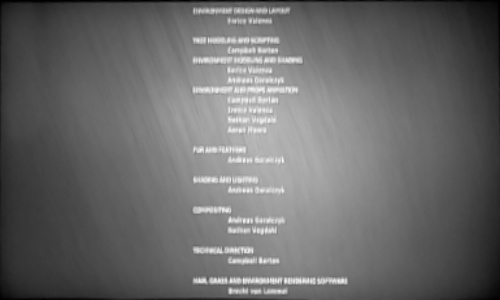 ENVIRONMENT DESIGN AND LAYOUT
Enrico Valenza
TREE MODELING AND SCRIPTING
Campbell Barton
ENVIRONMENT MODELING AND SHADING
Enrico Valenza
Andreas Goralczyk
ENVIRONMENT AND PROPS ANIMATION
Campbell Barton
Enrico Valenza
Nathan Vegdahl
FUR AND FEATHERS
Andreas Goralczyk
SHADING AND LIGHTING
Andreas Goralczyk
COMPOSITING
Andreas Goralczyk
Nathan Vegdahl
TECHNICAL DIRECTION
Campbell Barton
HAIR, GRASS AND ENVIRONMENT RENDERING SOFTWARE
Brecht van Lommel